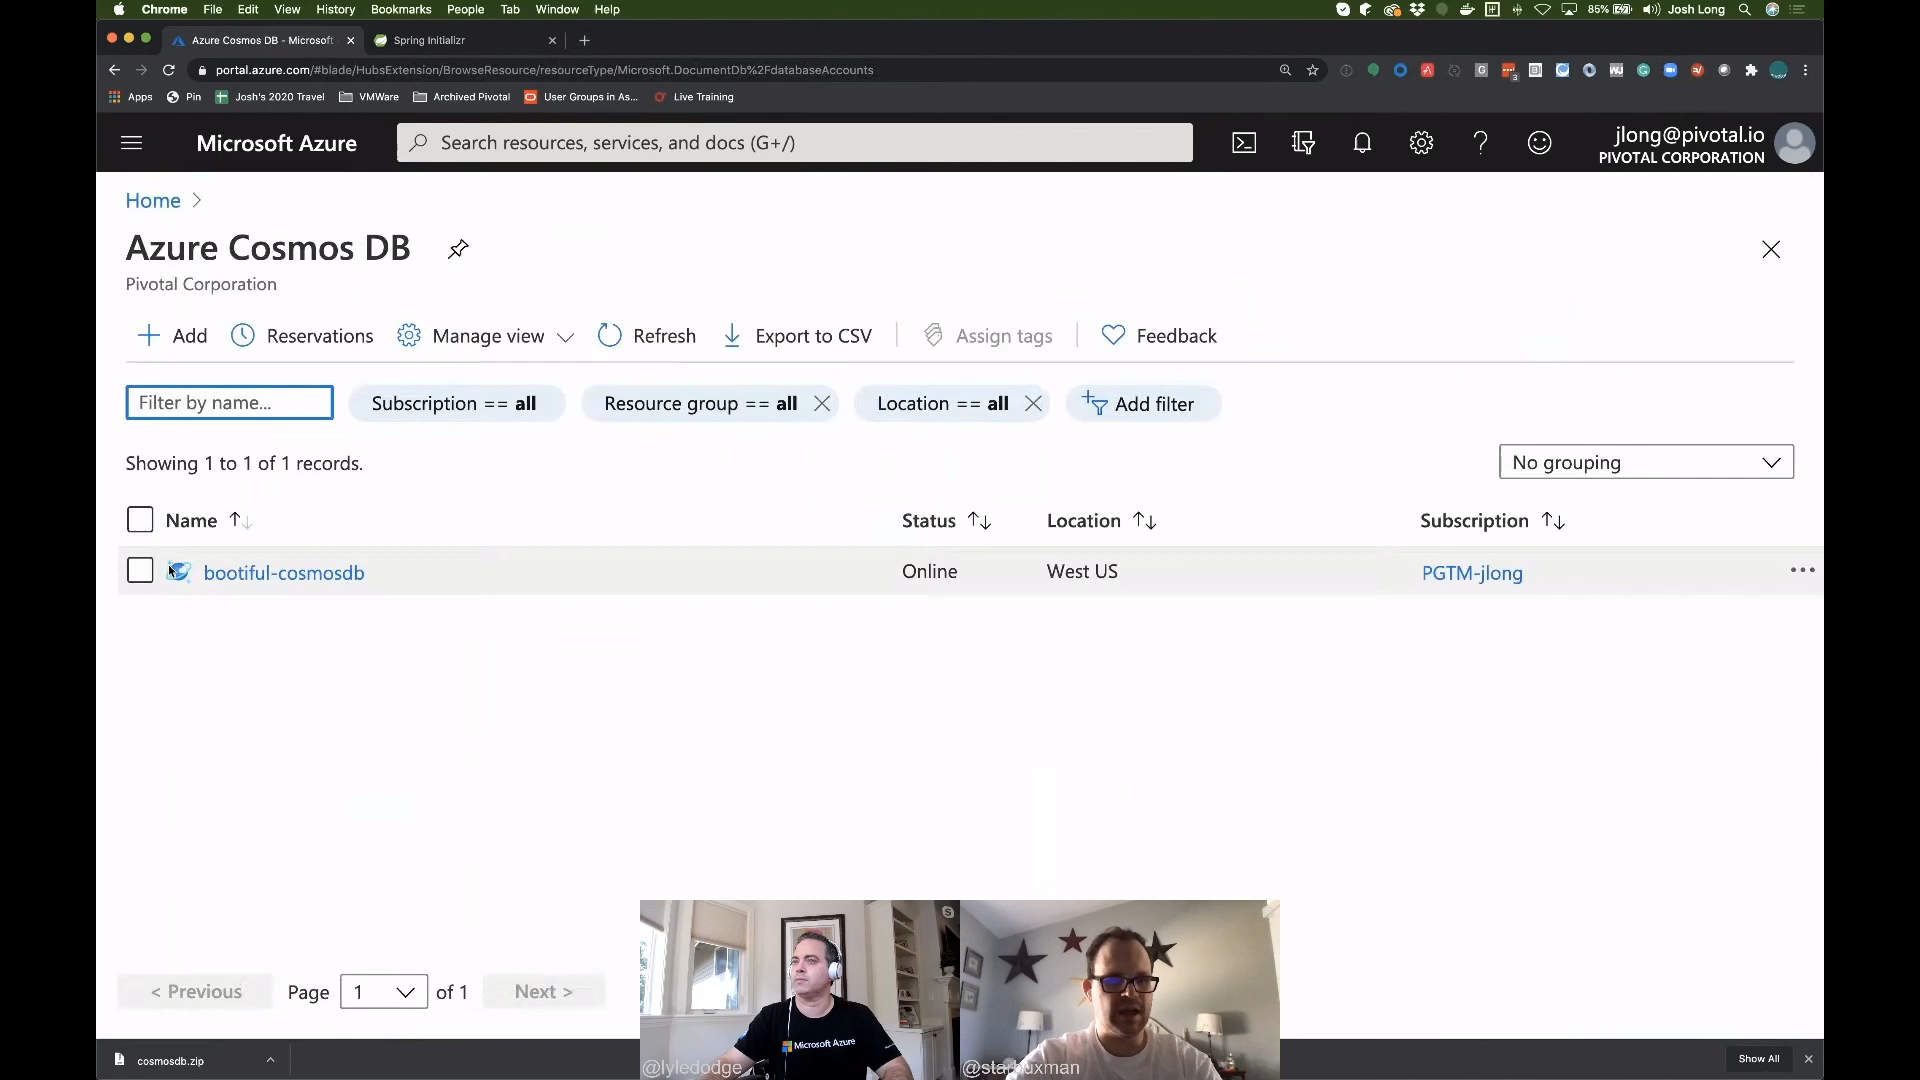 Chrome File Edit View History Bookmarks People Tab Window Help 85% Josh Long
Azure Cosmos DB - Microsoft Spring Initializr
portal.azure.com/#blade/HubsExtension/BrowseResource/resourceType/Microsoft.DocumentDb%2FdatabaseAccounts
Apps Pin Josh's 2020 Travel VMWare Archived Pivotal User Groups in As... Live Training
Microsoft Azure Search resources, services, and docs (G+/) jlong@pivotal.io
PIVOTAL CORPORATION
Home >
Azure Cosmos DB
Pivotal Corporation
Add Reservations Manage view Refresh Export to CSV Assign tags Feedback
Filter by name... Subscription == all Resource group == all Location == all Add filter
Showing 1 to 1 of 1 records. No grouping
Name Status Location Subscription
bootiful-cosmosdb Online West US PGTM-jlong
< Previous Page 1 of 1 Next >
Microsoft Azure
@lyledodge @starbuxman
cosmosdb.zip Show All